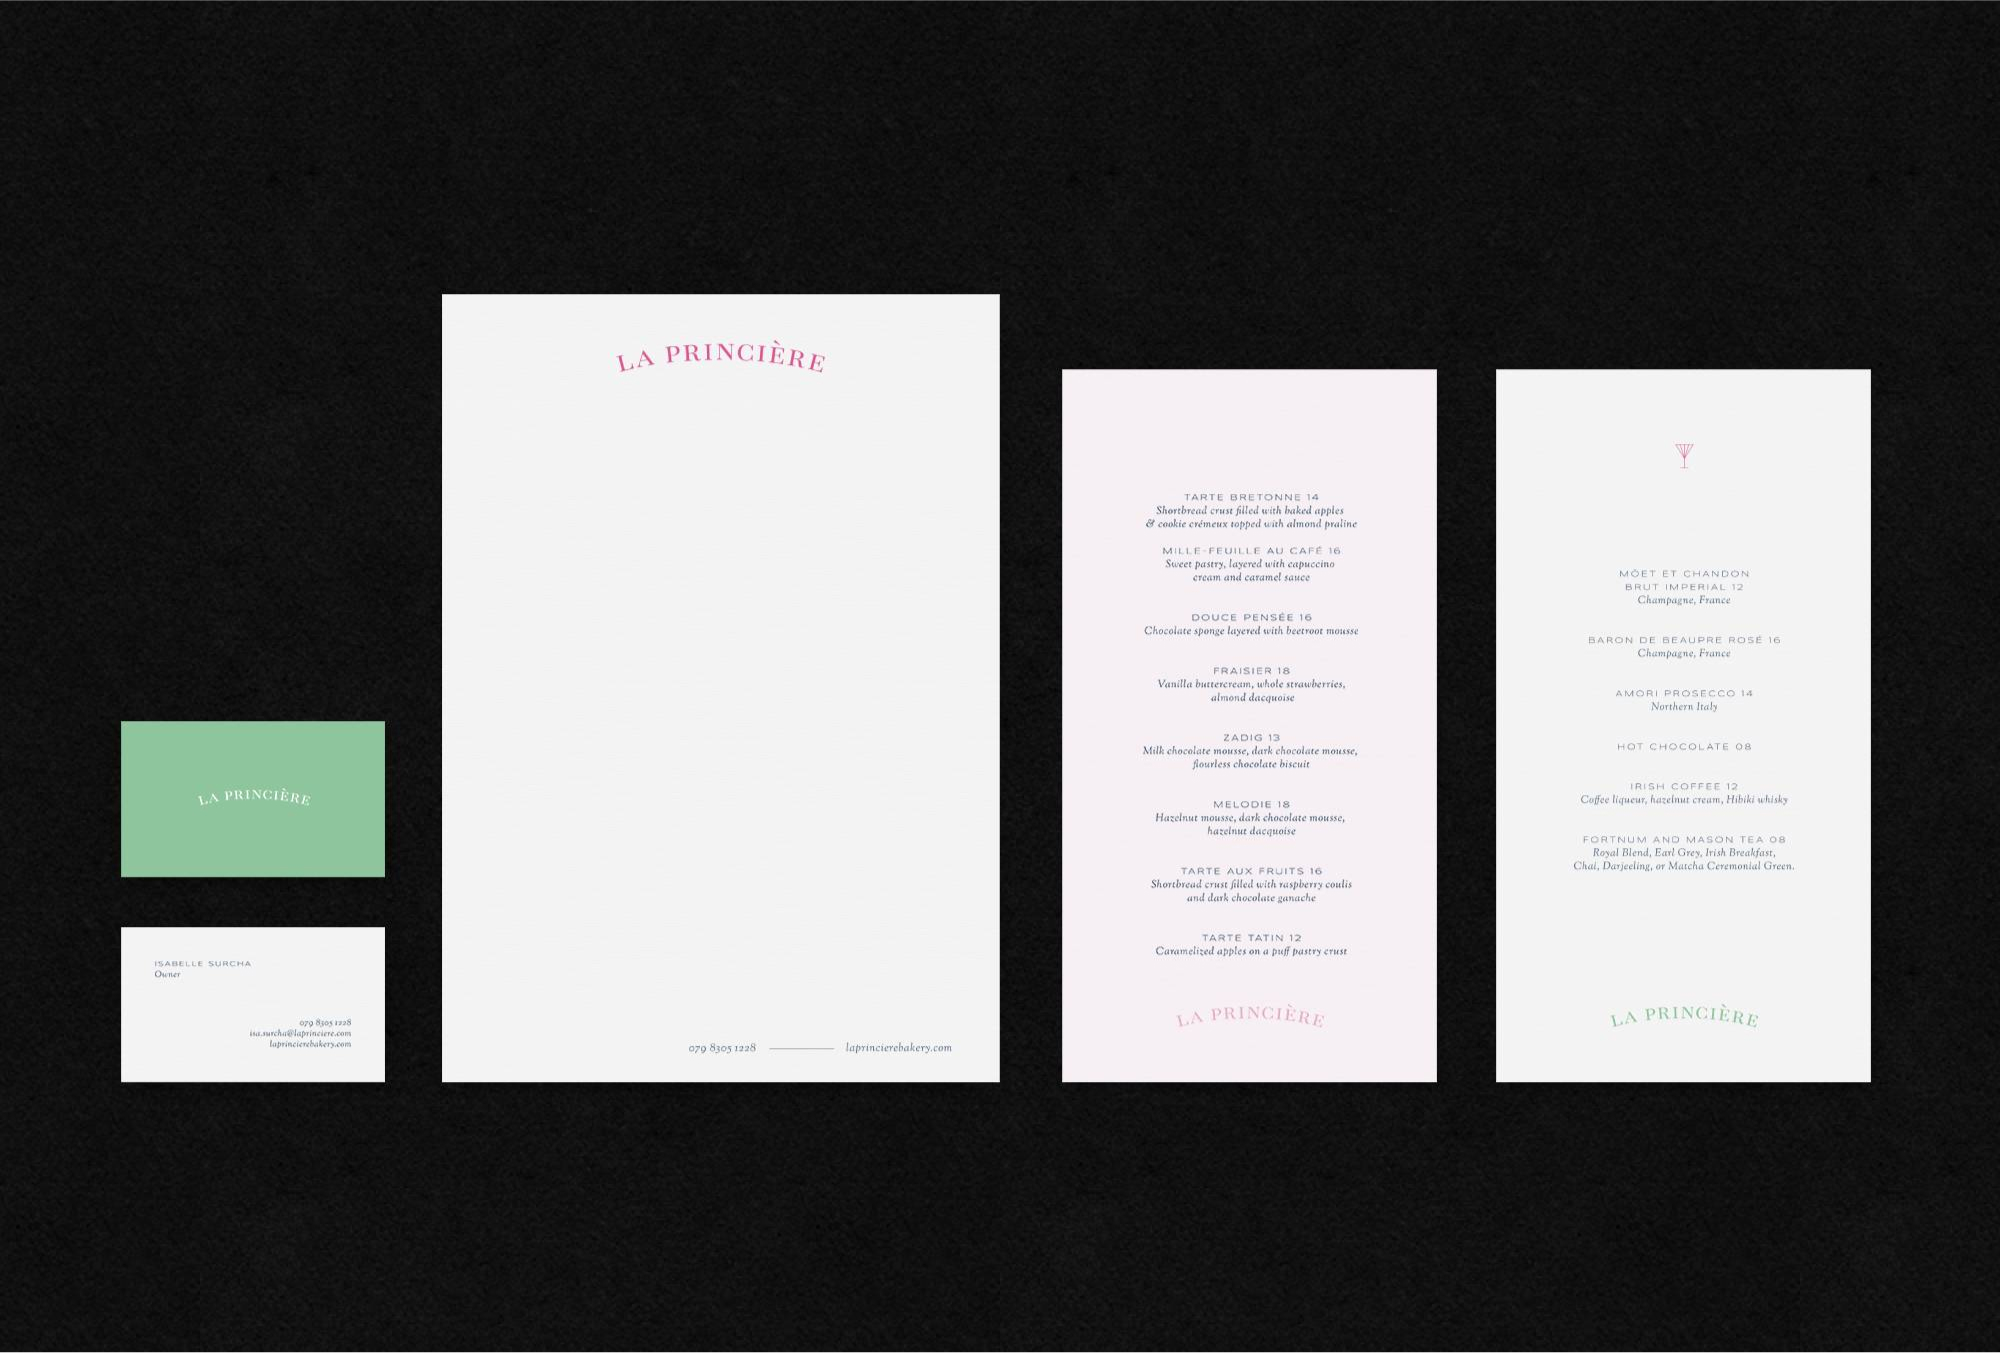 LA PRINCIÈRE
ISABELLE SURCHA
Owner
079 8305 1228
isa.surcha@laprinciere.com
laprincierebakery.com
LA PRINCIÈRE
079 8305 1228
laprincierebakery.com
TARTE BRETONNE 14
Shortbread crust filled with baked apples
& cookie crémeux topped with almond praline
MILLE-FEUILLE AU CAFÉ 16
Sweet pastry, layered with capuccino
cream and caramel sauce
DOUCE PENSÉE 16
Chocolate sponge layered with beetroot mousse
FRAISIER 18
Vanilla buttercream, whole strawberries,
almond dacquoise
ZADIG 13
Milk chocolate mousse, dark chocolate mousse,
flourless chocolate biscuit
MELODIE 18
Hazelnut mousse, dark chocolate mousse,
hazelnut dacquoise
TARTE AUX FRUITS 16
Shortbread crust filled with raspberry coulis
and dark chocolate ganache
TARTE TATIN 12
Caramelized apples on a puff pastry crust
LA PRINCIÈRE
MÖET ET CHANDON
BRUT IMPERIAL 12
Champagne, France
BARON DE BEAUPRE ROSÉ 16
Champagne, France
AMORI PROSECCO 14
Northern Italy
HOT CHOCOLATE 08
IRISH COFFEE 12
Coffee liqueur, hazelnut cream, Hibiki whisky
FORTNUM AND MASON TEA 08
Royal Blend, Earl Grey, Irish Breakfast,
Chai, Darjeeling, or Matcha Ceremonial Green.
LA PRINCIÈRE